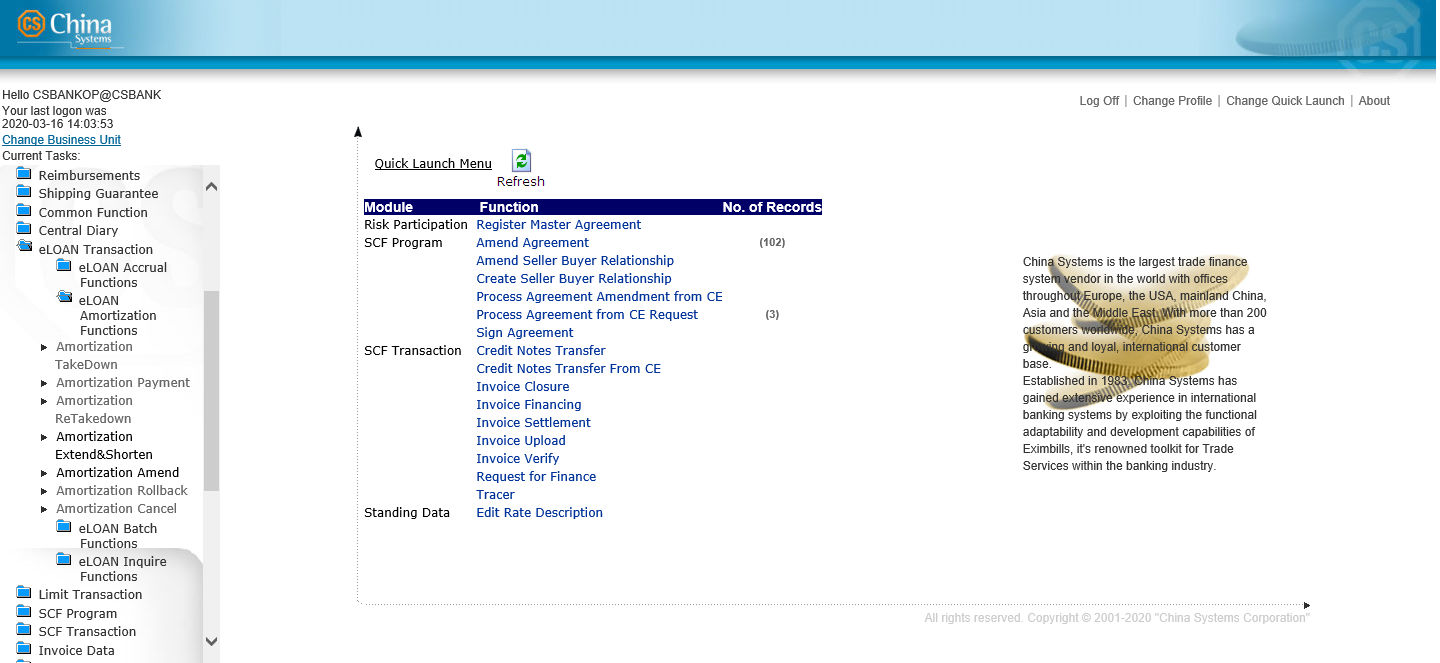 CS China
Systems
Hello CSBANKOP@CSBANK
Your last logon was
2020-03-16 14:03:53
Change Business Unit
Current Tasks:
Reimbursements
Shipping Guarantee
Common Function
Central Diary
eLOAN Transaction
eLOAN Accrual
Functions
eLOAN
Amortization
Functions
Amortization
TakeDown
Amortization Payment
Amortization
ReTakedown
Amortization
Extend&Shorten
Amortization Amend
Amortization Rollback
Amortization Cancel
eLOAN Batch
Functions
eLOAN Inquire
Functions
Limit Transaction
SCF Program
SCF Transaction
Invoice Data
Log Off | Change Profile | Change Quick Launch | About
Quick Launch Menu
Refresh
Module Function No. of Records
Risk Participation Register Master Agreement
SCF Program Amend Agreement (102)
Amend Seller Buyer Relationship
Create Seller Buyer Relationship
Process Agreement Amendment from CE
Process Agreement from CE Request (3)
Sign Agreement
SCF Transaction Credit Notes Transfer
Credit Notes Transfer From CE
Invoice Closure
Invoice Financing
Invoice Settlement
Invoice Upload
Invoice Verify
Request for Finance
Tracer
Standing Data Edit Rate Description
China Systems is the largest trade finance
system vendor in the world with offices
throughout Europe, the USA, mainland China,
Asia and the Middle East. With more than 200
customers worldwide, China Systems has a
growing and loyal, international customer
base.
Established in 1983, China Systems has
gained extensive experience in international
banking systems by exploiting the functional
adaptability and development capabilities of
Eximbills, it's renowned toolkit for Trade
Services within the banking industry.
All rights reserved. Copyright © 2001-2020 "China Systems Corporation"